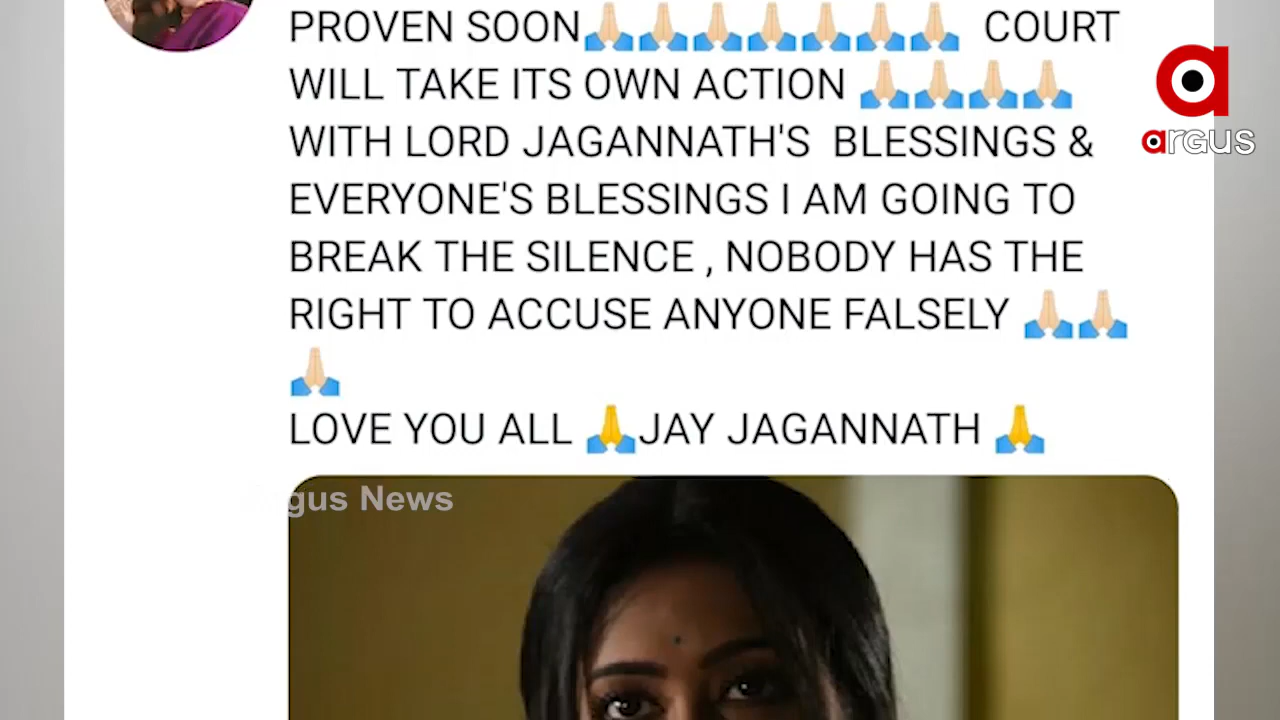 PROVEN SOON🙏🏻🙏🏻🙏🏻🙏🏻🙏🏻🙏🏻🙏🏻 COURT
WILL TAKE ITS OWN ACTION 🙏🏻🙏🏻🙏🏻🙏🏻
WITH LORD JAGANNATH'S BLESSINGS &
EVERYONE'S BLESSINGS I AM GOING TO
BREAK THE SILENCE , NOBODY HAS THE
RIGHT TO ACCUSE ANYONE FALSELY 🙏🏻🙏🏻
🙏🏻
LOVE YOU ALL 🙏JAY JAGANNATH 🙏
argus
Argus News